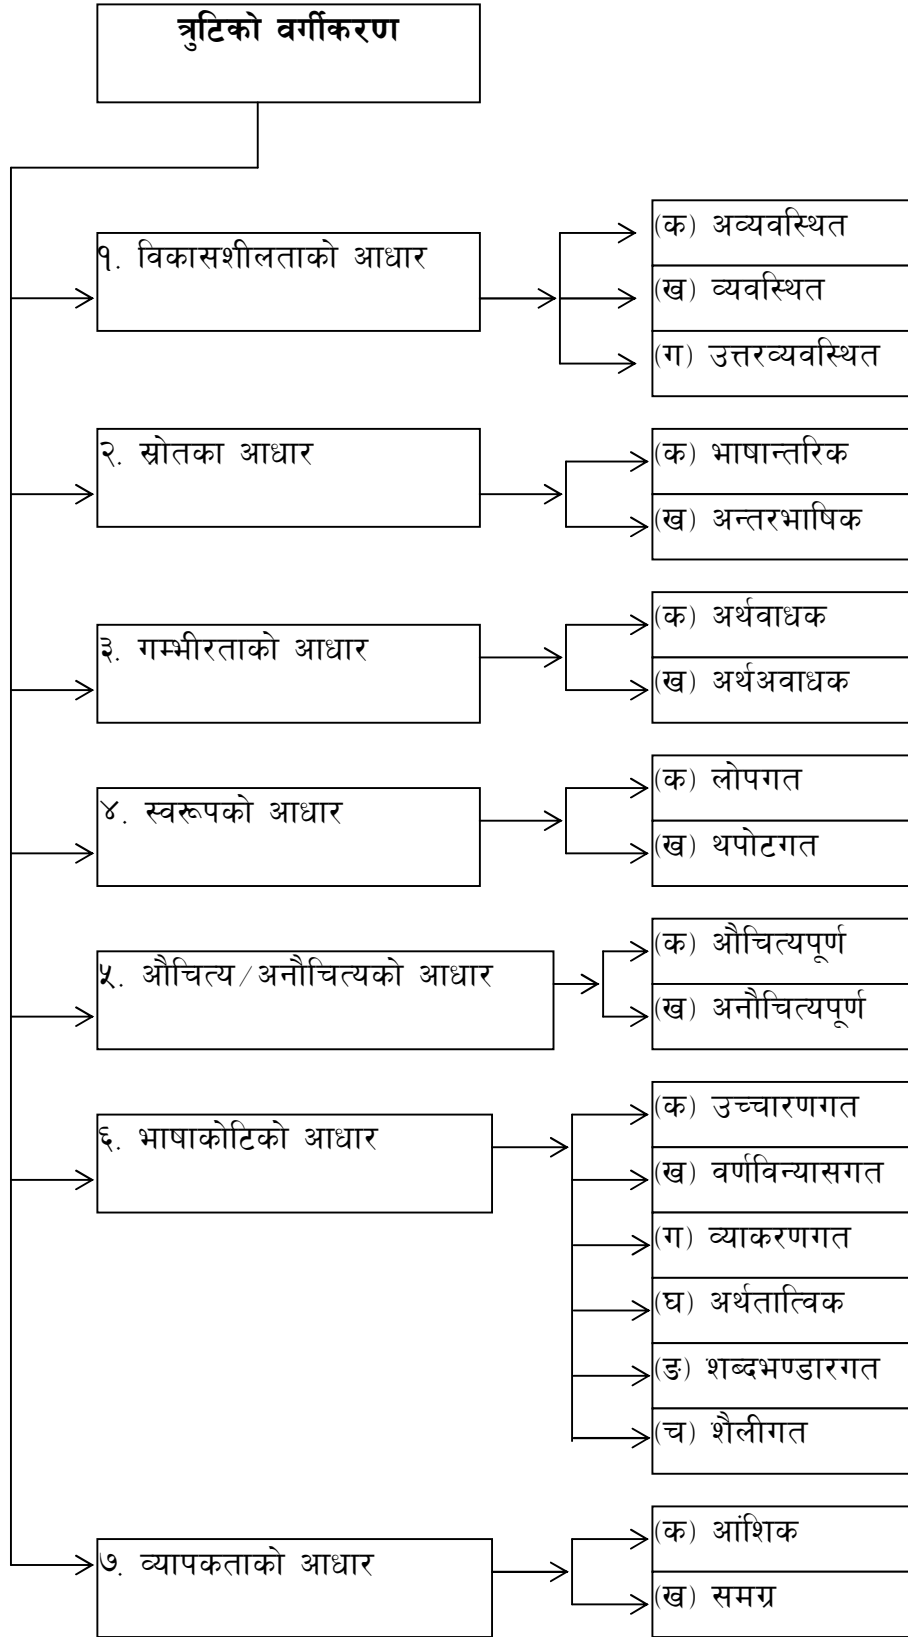 त्रुटिको वर्गीकरण
१. विकासशीलताको आधार
(क) अव्यवस्थित
(ख) व्यवस्थित
(ग) उत्तरव्यवस्थित
२. स्रोतका आधार
(क) भाषान्तरिक
(ख) अन्तरभाषिक
३. गम्भीरताको आधार
(क) अर्थवाधक
(ख) अर्थअवाधक
४. स्वरूपको आधार
(क) लोपगत
(ख) थपोटगत
५. औचित्य/अनौचित्यको आधार
(क) औचित्यपूर्ण
(ख) अनौचित्यपूर्ण
६. भाषाकोटिको आधार
(क) उच्चारणगत
(ख) वर्णविन्यासगत
(ग) व्याकरणगत
(घ) अर्थतात्विक
(ङ) शब्दभण्डारगत
(च) शैलीगत
७. व्यापकताको आधार
(क) आंशिक
(ख) समग्र